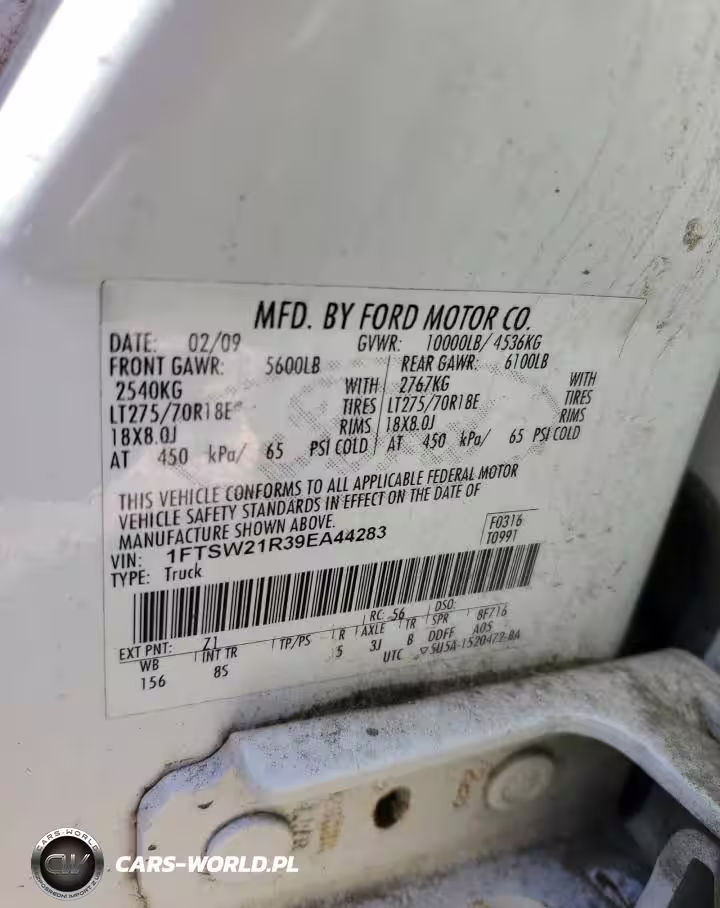 MFD. BY FORD MOTOR CO.
DATE: 02/09 GVWR: 10000LB/4536KG
FRONT GAWR: 5600LB REAR GAWR: 6100LB
2540KG WITH 2767KG WITH
LT275/70R18E TIRES LT275/70R18E TIRES
18X8.0J RIMS 18X8.0J RIMS
AT 450 kPa/ 65 PSI COLD AT 450 kPa/ 65 PSI COLD
THIS VEHICLE CONFORMS TO ALL APPLICABLE FEDERAL MOTOR
VEHICLE SAFETY STANDARDS IN EFFECT ON THE DATE OF
MANUFACTURE SHOWN ABOVE.
VIN: 1FTSW21R39EA44283 F0316
TYPE: Truck T0991
EXT PNT: Z1 RC: 56 DSO:
WB INT TR TP/PS R AXLE TR SPR 8F716
156 8S 5 3J B DDFF A05
UTC ▽5U5A-1520472-BA
CARS-WORLD
CW
CARS-WORLD.PL